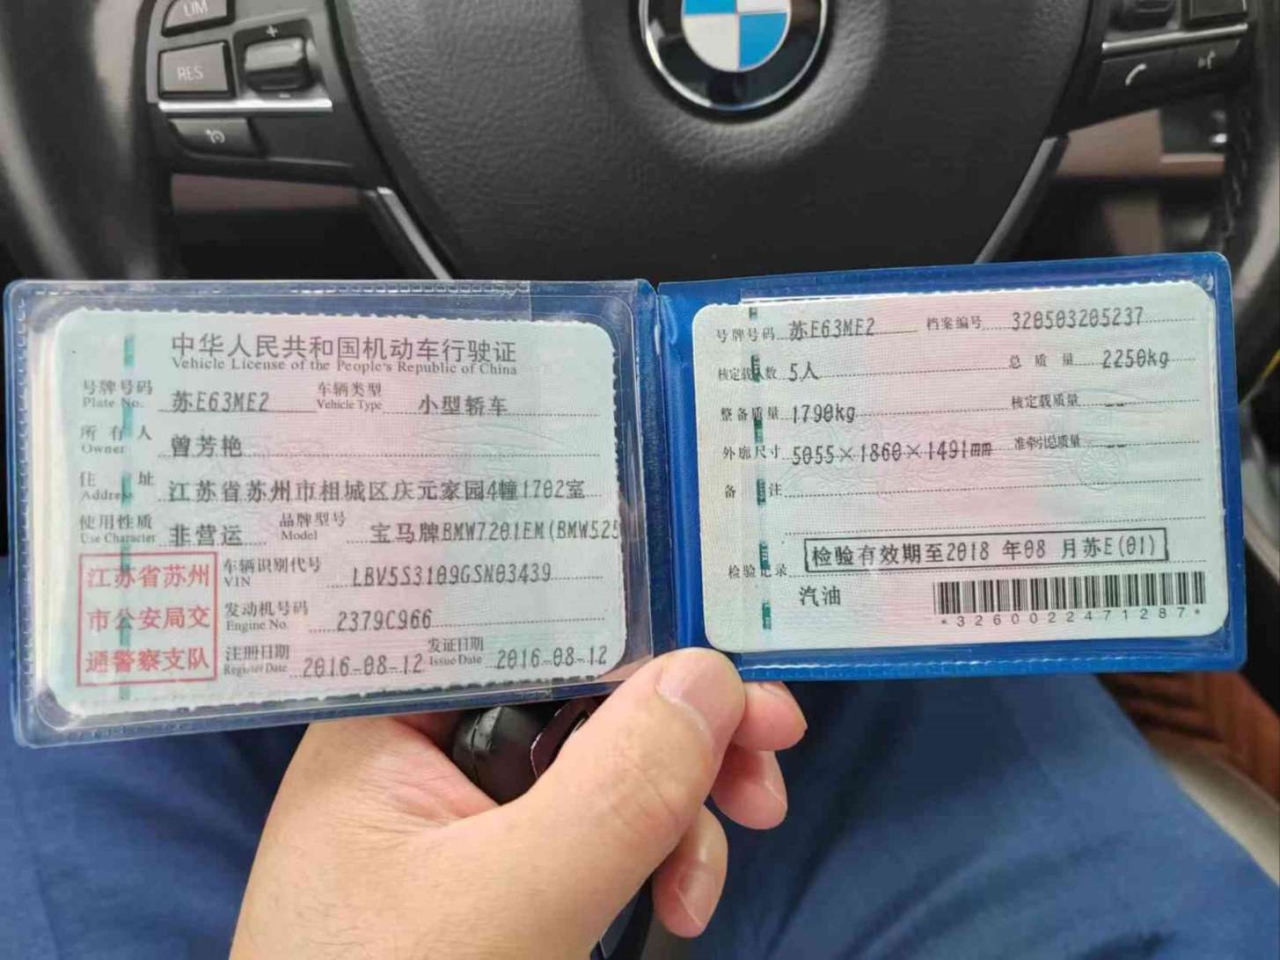 LIM
RES
中华人民共和国机动车行驶证
Vehicle License of the People's Republic of China
号牌号码 苏E63ME2 车辆类型 小型轿车
Plate No. Vehicle Type
所有人 曾芳艳
Owner
住址 江苏省苏州市相城区庆元家园4幢1702室
Address
使用性质 非营运 品牌型号 宝马牌BMW7201EM(BMW525
Use Character Model
江苏省苏州
市公安局交
通警察支队
车辆识别代号 LBV5S3109GSN03439
VIN
发动机号码 2379C966
Engine No.
注册日期 2016-08-12 发证日期 2016-08-12
Register Date Issue Date
号牌号码 苏E63ME2 档案编号 320503205237
核定载人数 5人 总质量 2250kg
整备质量 1790kg 核定载质量 --
外廓尺寸 5055×1860×1491mm 准牵引总质量 --
备注
检验记录 检验有效期至2018年08月苏E(01)
汽油
*3260022471287*